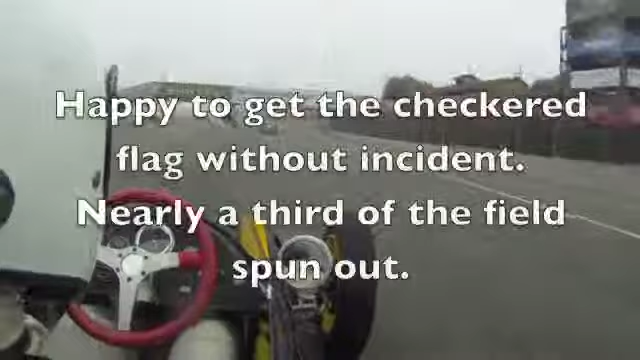 Happy to get the checkered
flag without incident.
Nearly a third of the field
spun out.